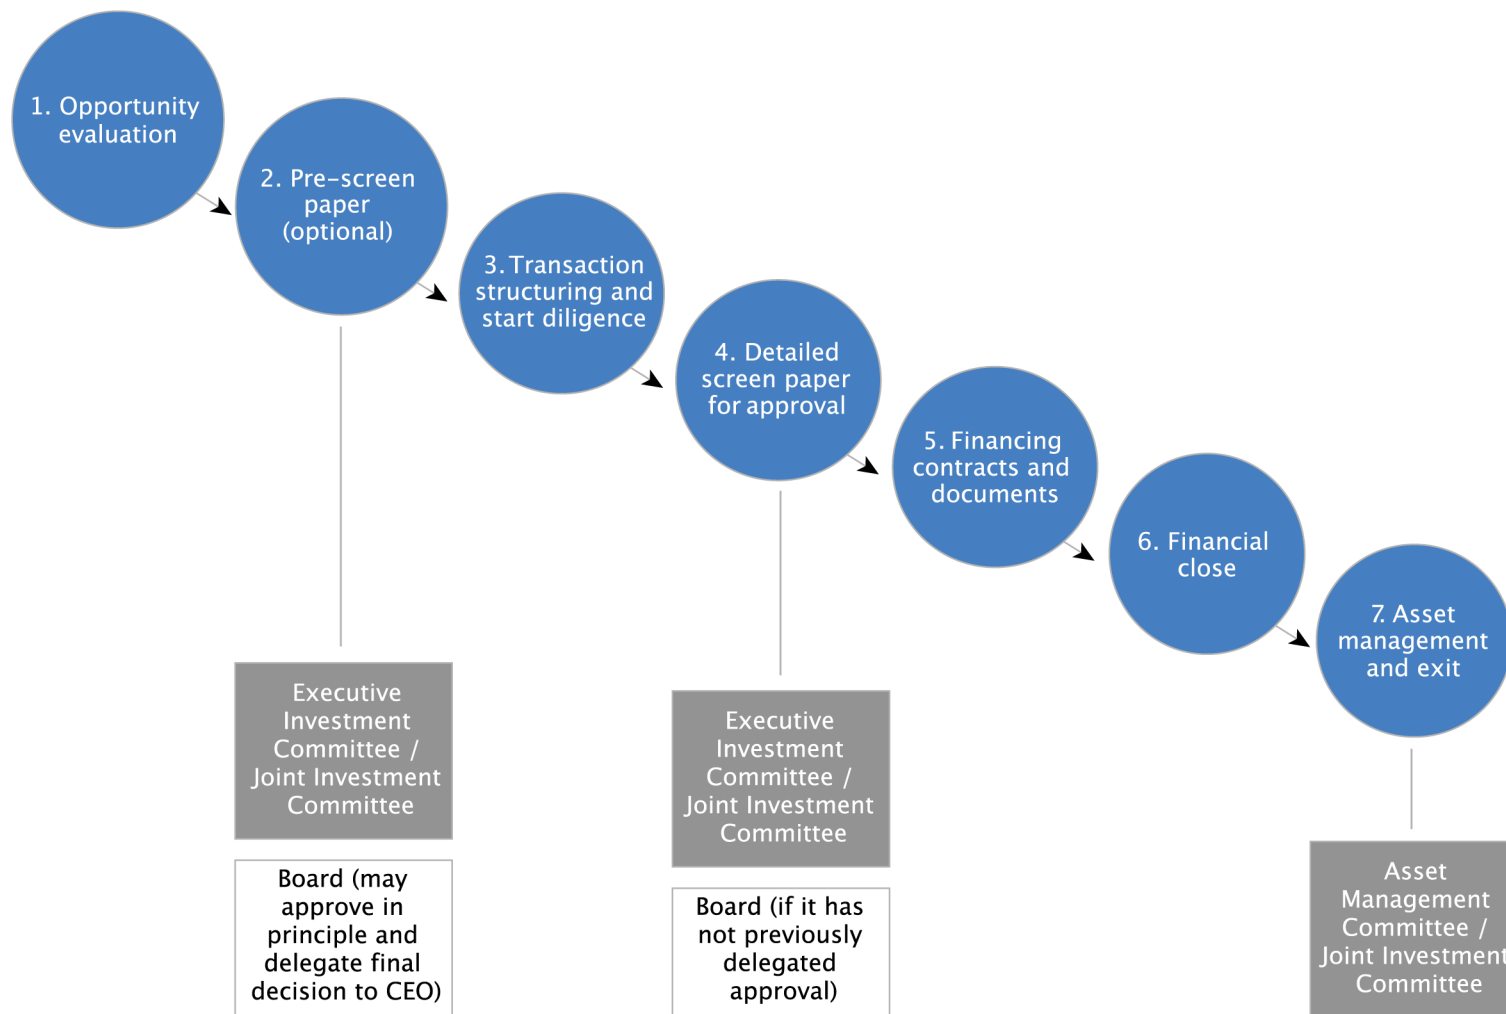 1. Opportunity
evaluation
2. Pre-screen
paper
(optional)
3. Transaction
structuring and
start diligence
4. Detailed
screen paper
for approval
5. Financing
contracts and
documents
6. Financial
close
7. Asset
management
and exit
Executive
Investment
Committee /
Joint Investment
Committee
Board (may
approve in
principle and
delegate final
decision to CEO)
Executive
Investment
Committee /
Joint Investment
Committee
Board (if it has
not previously
delegated
approval)
Asset
Management
Committee /
Joint Investment
Committee